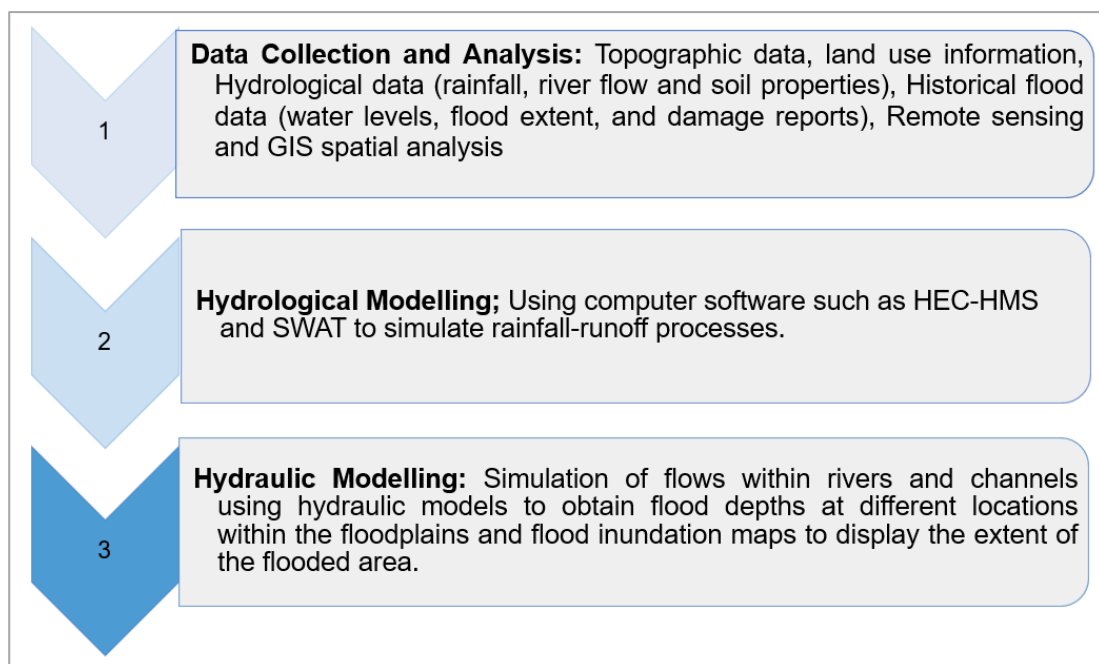 1
Data Collection and Analysis: Topographic data, land use information,
Hydrological data (rainfall, river flow and soil properties), Historical flood
data (water levels, flood extent, and damage reports), Remote sensing
and GIS spatial analysis
2
Hydrological Modelling; Using computer software such as HEC-HMS
and SWAT to simulate rainfall-runoff processes.
3
Hydraulic Modelling: Simulation of flows within rivers and channels
using hydraulic models to obtain flood depths at different locations
within the floodplains and flood inundation maps to display the extent of
the flooded area.